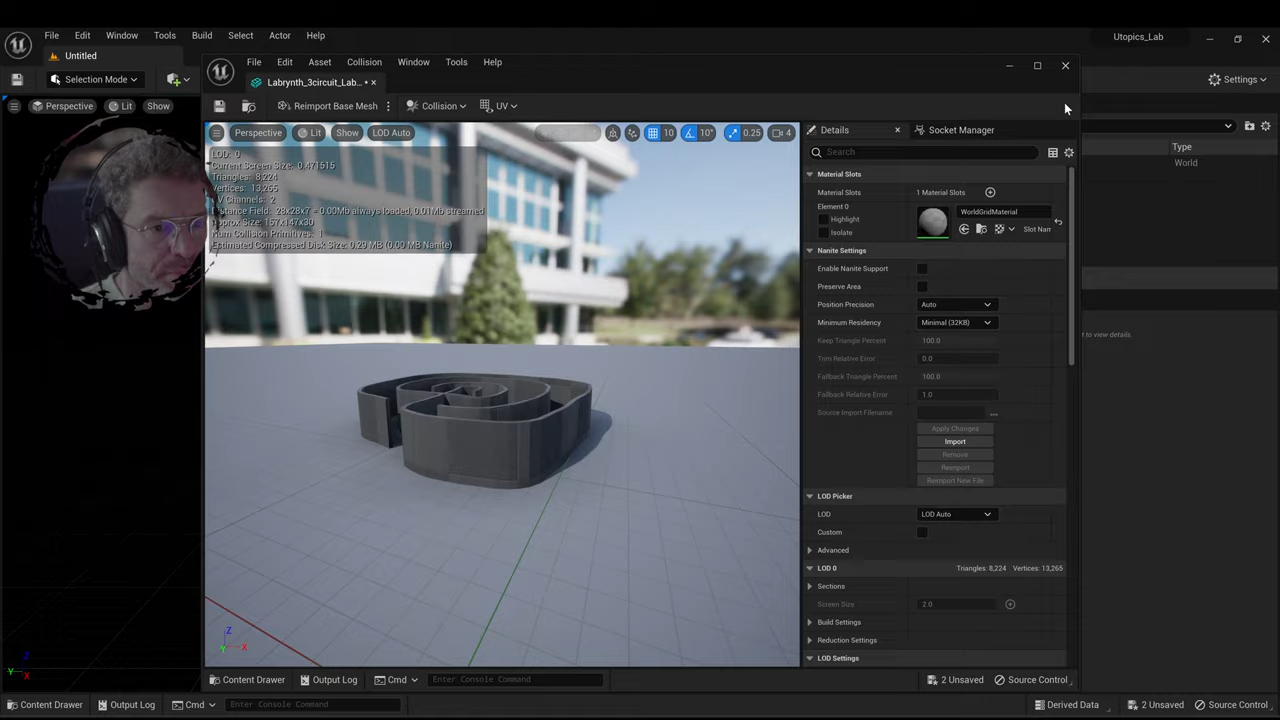 File Edit Window Tools Build Select Actor Help
Utopics_Lab
Untitled
Selection Mode
Settings
Perspective Lit Show
Type
World
t to view details.
File Edit Asset Collision Window Tools Help
Labrynth_3circuit_Lab... •
Reimport Base Mesh Collision UV
Perspective Lit Show LOD Auto 10 10° 0.25 4
LOD: 0
Current Screen Size: 0.471515
Triangles: 8,224
Vertices: 13,265
UV Channels: 2
Distance Field: 28x28x7 = 0.00Mb always loaded, 0.01Mb streamed
Approx Size: 157x147x30
Num Collision Primitives: 1
Estimated Compressed Disk Size: 0.29 MB (0.00 MB Nanite)
Details Socket Manager
Search
Material Slots
Material Slots 1 Material Slots
Element 0
Highlight
Isolate
WorldGridMaterial
Slot Nam
Nanite Settings
Enable Nanite Support
Preserve Area
Position Precision Auto
Minimum Residency Minimal (32KB)
Keep Triangle Percent 100.0
Trim Relative Error 0.0
Fallback Triangle Percent 100.0
Fallback Relative Error 1.0
Source Import Filename ...
Apply Changes
Import
Remove
Reimport
Reimport New File
LOD Picker
LOD LOD Auto
Custom
Advanced
LOD 0 Triangles: 8,224 Vertices: 13,265
Sections
Screen Size 2.0
Build Settings
Reduction Settings
LOD Settings
Z
Y X
Z
Y X
Content Drawer Output Log Cmd Enter Console Command 2 Unsaved Source Control
Content Drawer Output Log Cmd Enter Console Command Derived Data 2 Unsaved Source Control